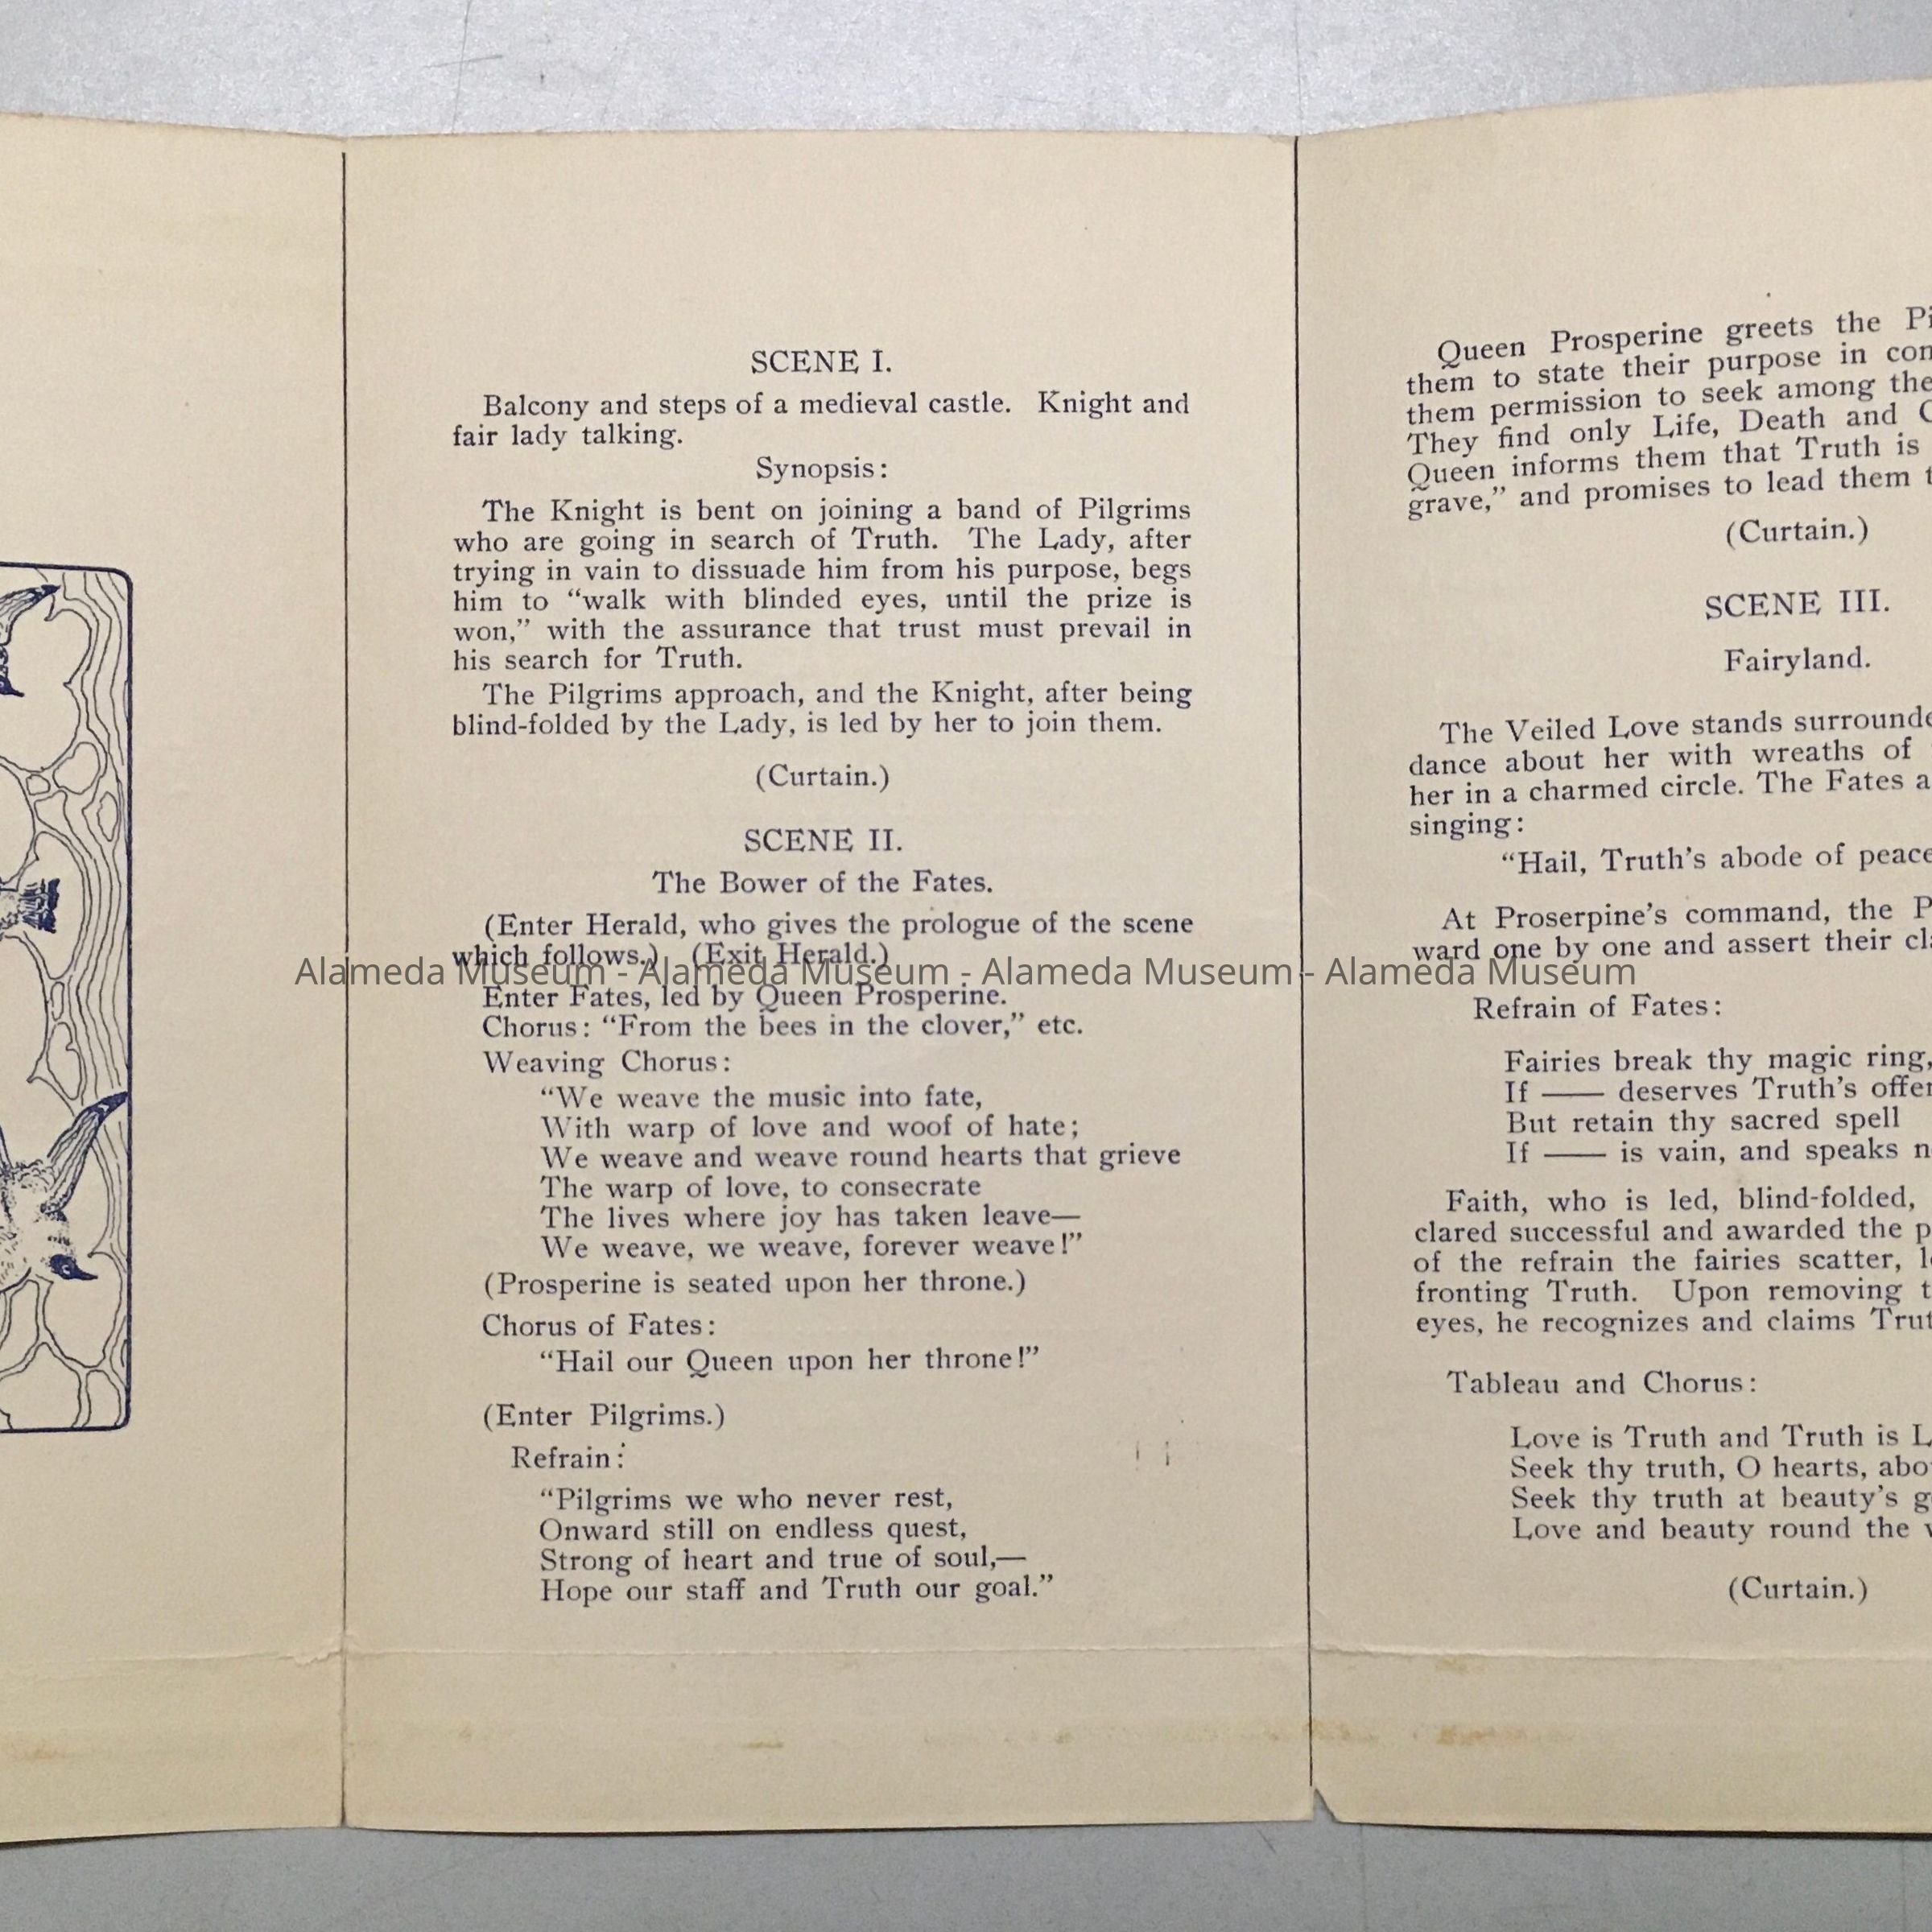 SCENE I.
Balcony and steps of a medieval castle. Knight and
fair lady talking.
Synopsis:
The Knight is bent on joining a band of Pilgrims
who are going in search of Truth. The Lady, after
trying in vain to dissuade him from his purpose, begs
him to “walk with blinded eyes, until the prize is
won,” with the assurance that trust must prevail in
his search for Truth.
The Pilgrims approach, and the Knight, after being
blind-folded by the Lady, is led by her to join them.
(Curtain.)
SCENE II.
The Bower of the Fates.
(Enter Herald, who gives the prologue of the scene
which follows.) (Exit Herald.)
Alameda Museum - Alameda Museum - Alameda Museum - Alameda Museum
Enter Fates, led by Queen Prosperine.
Chorus: “From the bees in the clover,” etc.
Weaving Chorus:
“We weave the music into fate,
With warp of love and woof of hate;
We weave and weave round hearts that grieve
The warp of love, to consecrate
The lives where joy has taken leave—
We weave, we weave, forever weave!”
(Prosperine is seated upon her throne.)
Chorus of Fates:
“Hail our Queen upon her throne!”
(Enter Pilgrims.)
Refrain:
“Pilgrims we who never rest,
Onward still on endless quest,
Strong of heart and true of soul,—
Hope our staff and Truth our goal.”
Queen Prosperine greets the
them to state their purpose in
them permission to seek among
They find only Life, Death and
Queen informs them that Truth is
grave,” and promises to lead them
(Curtain.)
SCENE III.
Fairyland.
The Veiled Love stands
dance about her with wreaths of
her in a charmed circle. The Fates
singing:
“Hail, Truth’s abode of peace
At Proserpine’s command, the
ward one by one and assert their
Refrain of Fates:
Fairies break thy magic ring,
If —— deserves Truth’s
But retain thy sacred spell
If —— is vain, and speaks
Faith, who is led, blind-folded,
clared successful and awarded the
of the refrain the fairies scatter,
fronting Truth. Upon removing
eyes, he recognizes and claims
Tableau and Chorus:
Love is Truth and Truth is
Seek thy truth, O hearts,
Seek thy truth at beauty’s
Love and beauty round the
(Curtain.)